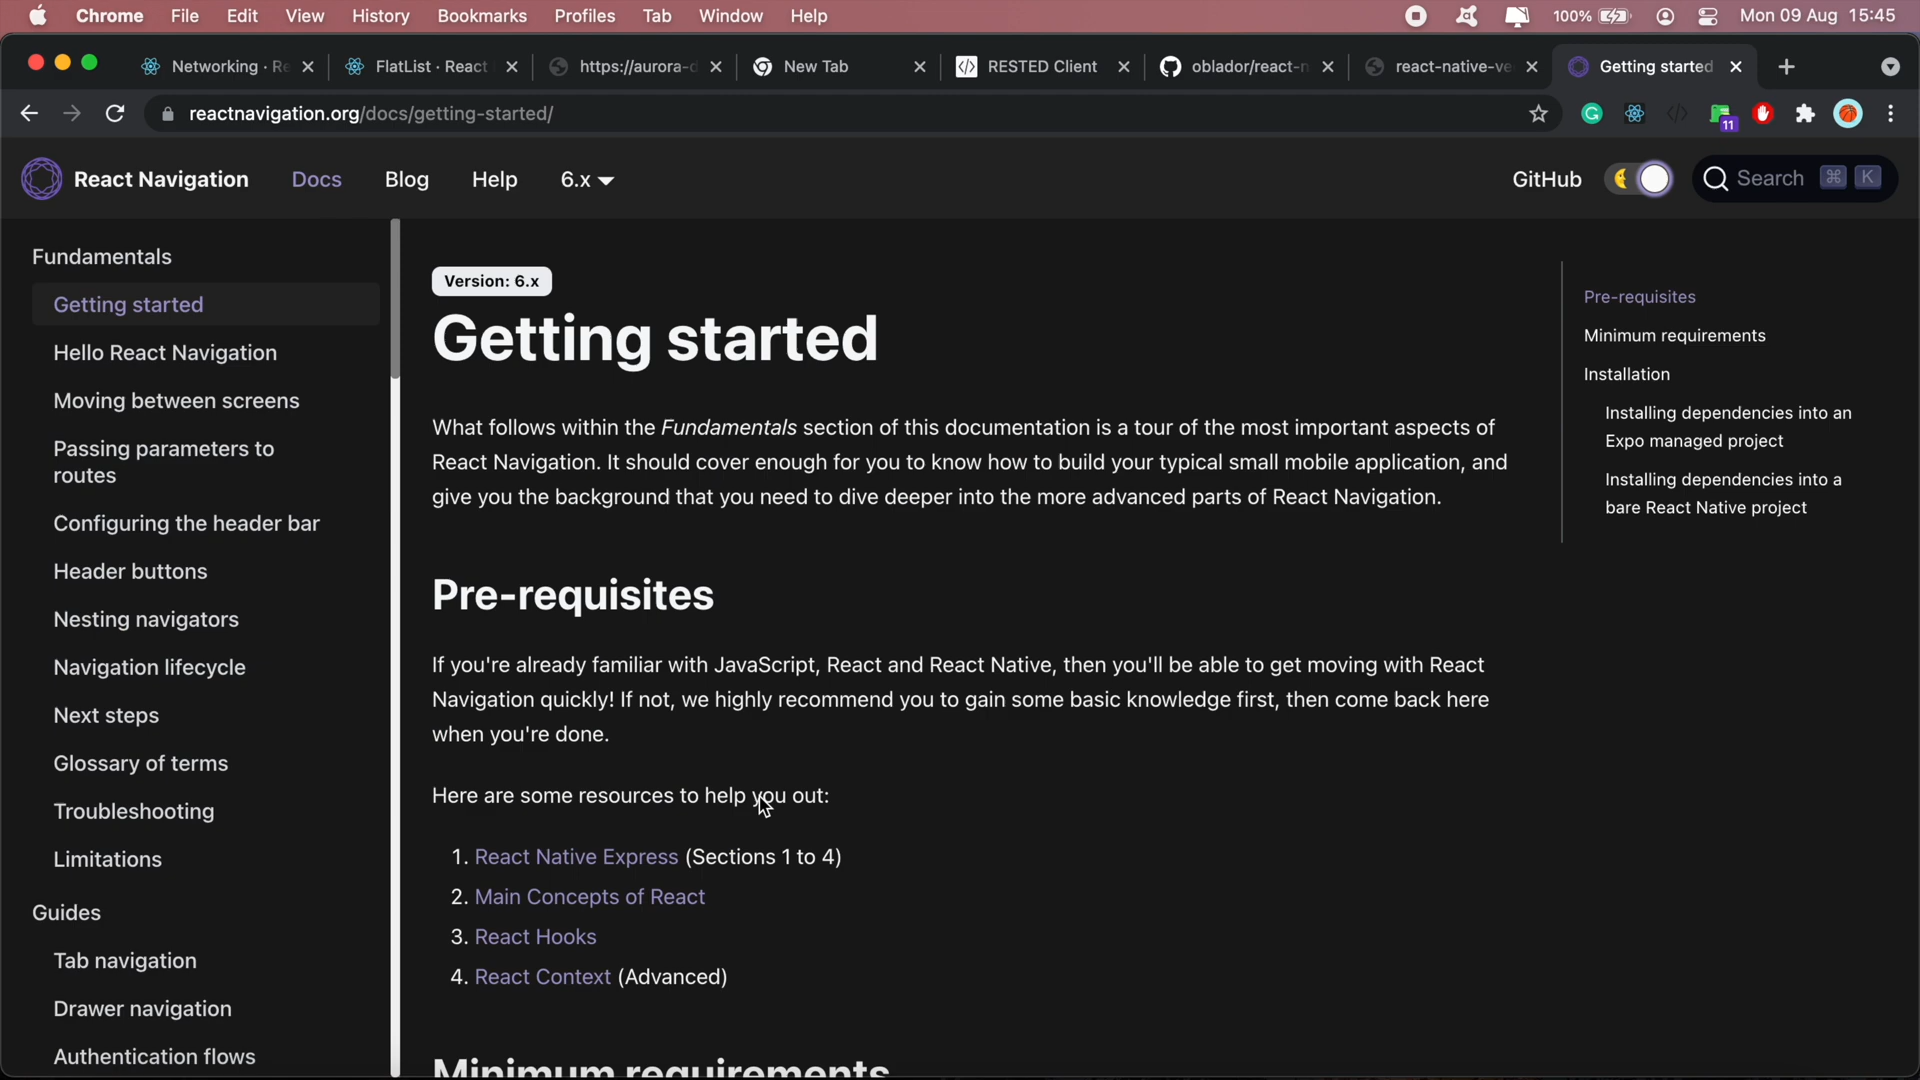 Chrome File Edit View History Bookmarks Profiles Tab Window Help 100% Mon 09 Aug 15:45
Networking · Re FlatList · React https://aurora-d New Tab RESTED Client oblador/react-n react-native-ve Getting started
reactnavigation.org/docs/getting-started/ 11
React Navigation Docs Blog Help 6.x GitHub Search ⌘ K
Fundamentals
Getting started
Hello React Navigation
Moving between screens
Passing parameters to
routes
Configuring the header bar
Header buttons
Nesting navigators
Navigation lifecycle
Next steps
Glossary of terms
Troubleshooting
Limitations
Guides
Tab navigation
Drawer navigation
Authentication flows
Version: 6.x
Getting started
What follows within the Fundamentals section of this documentation is a tour of the most important aspects of
React Navigation. It should cover enough for you to know how to build your typical small mobile application, and
give you the background that you need to dive deeper into the more advanced parts of React Navigation.
Pre-requisites
If you're already familiar with JavaScript, React and React Native, then you'll be able to get moving with React
Navigation quickly! If not, we highly recommend you to gain some basic knowledge first, then come back here
when you're done.
Here are some resources to help you out:
1. React Native Express (Sections 1 to 4)
2. Main Concepts of React
3. React Hooks
4. React Context (Advanced)
Minimum requirements
Pre-requisites
Minimum requirements
Installation
Installing dependencies into an
Expo managed project
Installing dependencies into a
bare React Native project